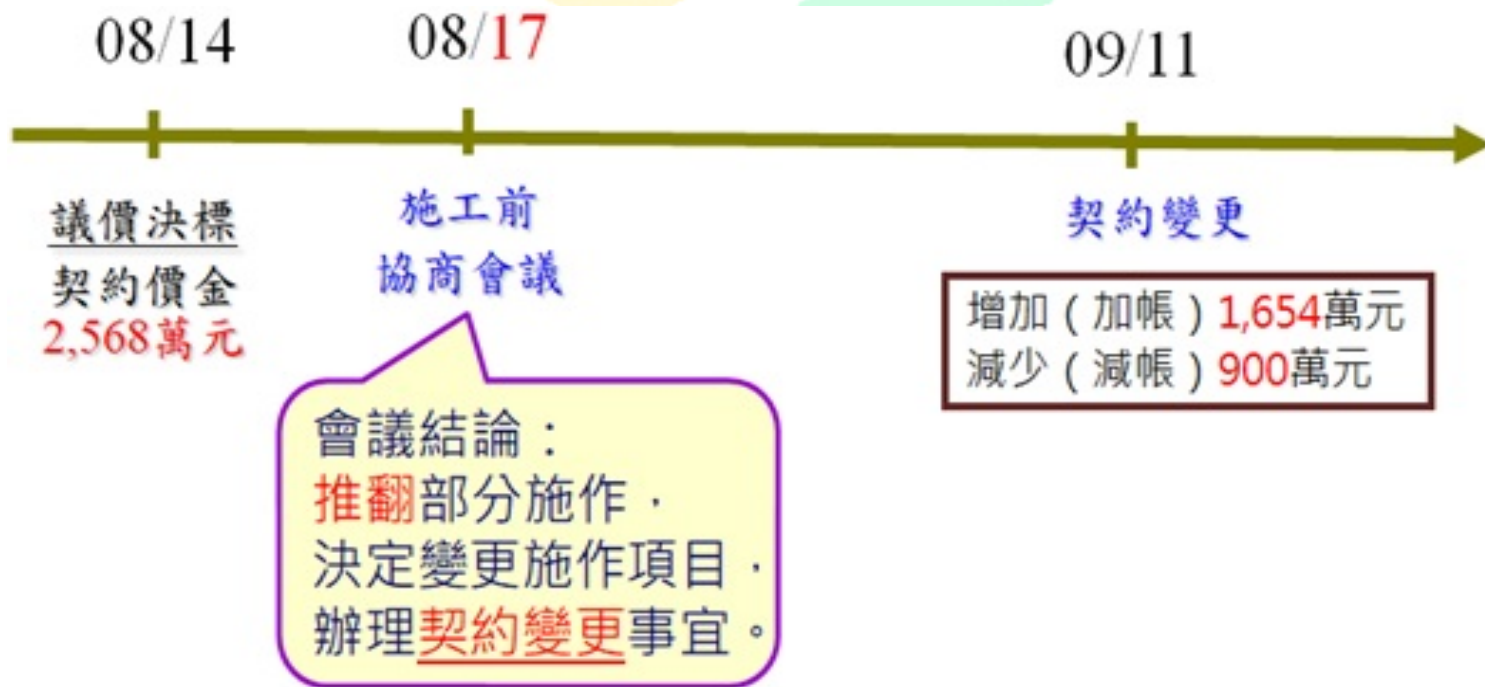 08/14
08/17
09/11
議價決標
契約價金
2,568萬元
施工前
協商會議
契約變更
增加（加帳）1,654萬元
減少（減帳）900萬元
會議結論：
推翻部分施作，
決定變更施作項目，
辦理契約變更事宜。